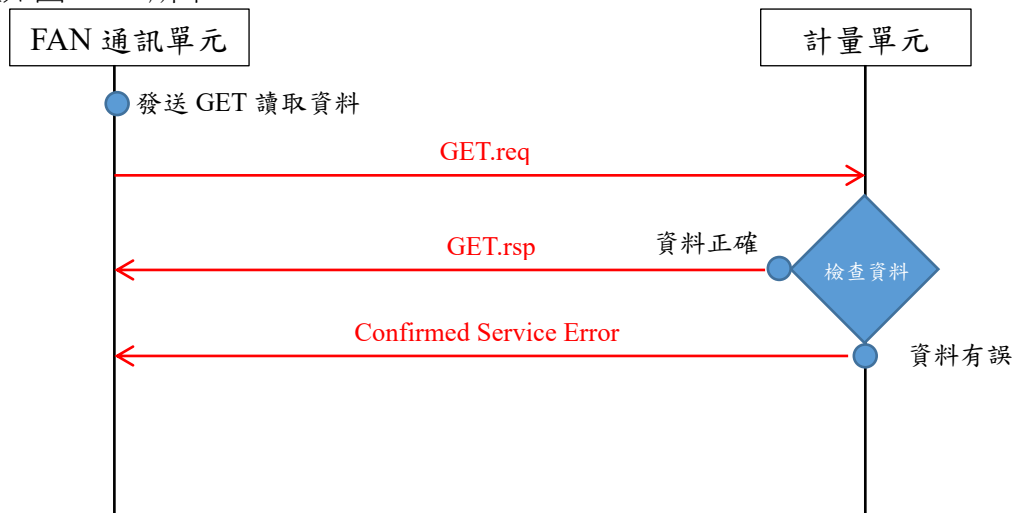 FAN 通訊單元
計量單元
發送 GET 讀取資料
GET.req
GET.rsp
資料正確
檢查資料
Confirmed Service Error
資料有誤